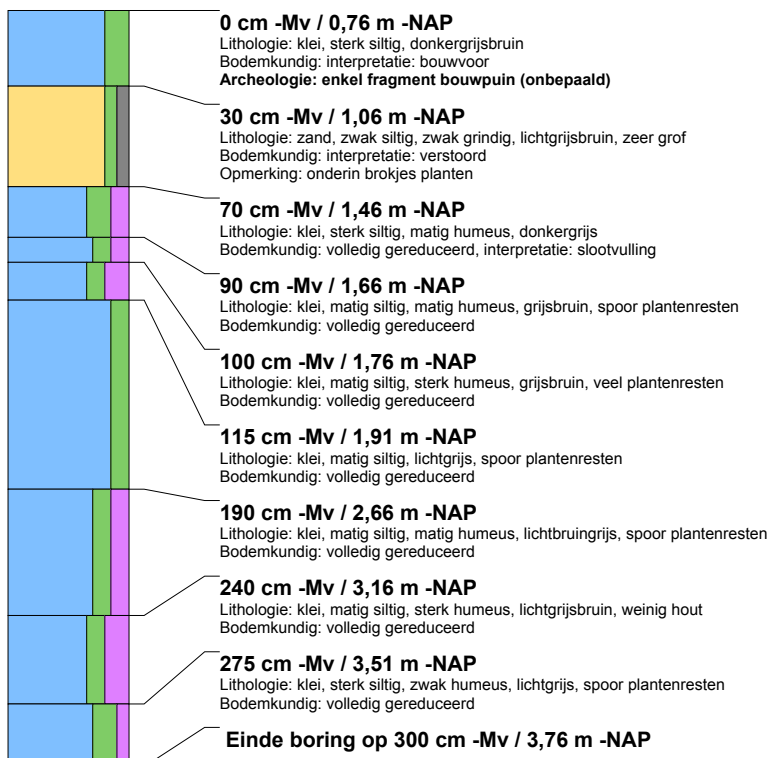 0 cm -Mv / 0,76 m -NAP
Lithologie: klei, sterk siltig, donkergrijsbruin
Bodemkundig: interpretatie: bouwvoor
Archeologie: enkel fragment bouwpuin (onbepaald)
30 cm -Mv / 1,06 m -NAP
Lithologie: zand, zwak siltig, zwak grindig, lichtgrijsbruin, zeer grof
Bodemkundig: interpretatie: verstoord
Opmerking: onderin brokjes planten
70 cm -Mv / 1,46 m -NAP
Lithologie: klei, sterk siltig, matig humeus, donkergrijs
Bodemkundig: volledig gereduceerd, interpretatie: slootvulling
90 cm -Mv / 1,66 m -NAP
Lithologie: klei, matig siltig, matig humeus, grijsbruin, spoor plantenresten
Bodemkundig: volledig gereduceerd
100 cm -Mv / 1,76 m -NAP
Lithologie: klei, matig siltig, sterk humeus, grijsbruin, veel plantenresten
Bodemkundig: volledig gereduceerd
115 cm -Mv / 1,91 m -NAP
Lithologie: klei, matig siltig, lichtgrijs, spoor plantenresten
Bodemkundig: volledig gereduceerd
190 cm -Mv / 2,66 m -NAP
Lithologie: klei, matig siltig, matig humeus, lichtbruingrijs, spoor plantenresten
Bodemkundig: volledig gereduceerd
240 cm -Mv / 3,16 m -NAP
Lithologie: klei, matig siltig, sterk humeus, lichtgrijsbruin, weinig hout
Bodemkundig: volledig gereduceerd
275 cm -Mv / 3,51 m -NAP
Lithologie: klei, sterk siltig, zwak humeus, lichtgrijs, spoor plantenresten
Bodemkundig: volledig gereduceerd
Einde boring op 300 cm -Mv / 3,76 m -NAP